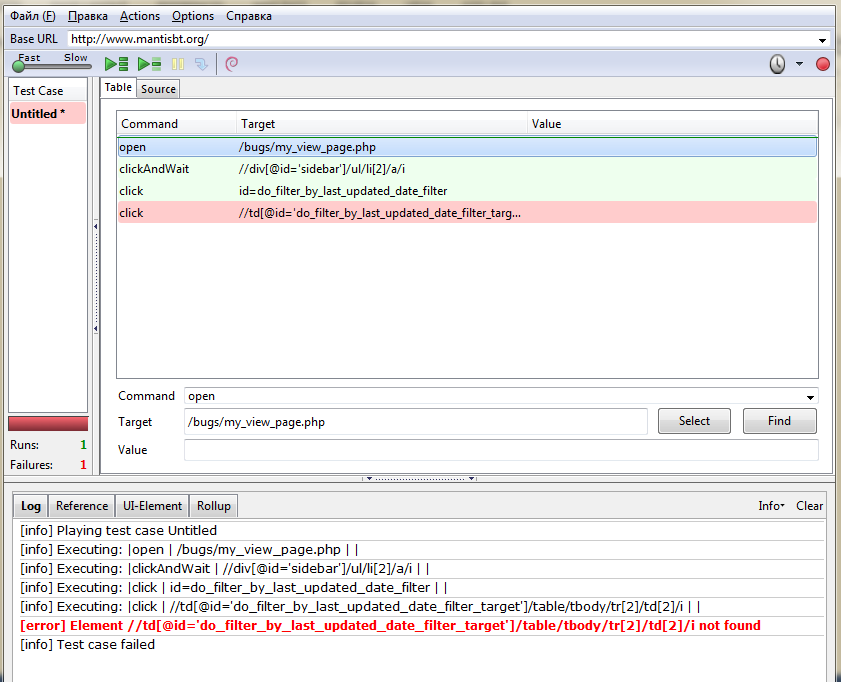 Файл (F) Правка Actions Options Справка
Base URL http://www.mantisbt.org/
Fast Slow
Test Case
Untitled *
Table Source
Command Target Value
open /bugs/my_view_page.php
clickAndWait //div[@id='sidebar']/ul/li[2]/a/i
click id=do_filter_by_last_updated_date_filter
click //td[@id='do_filter_by_last_updated_date_filter_targ...
Command open
Target /bugs/my_view_page.php Select Find
Value
Runs: 1
Failures: 1
Log Reference UI-Element Rollup Info Clear
[info] Playing test case Untitled
[info] Executing: |open | /bugs/my_view_page.php | |
[info] Executing: |clickAndWait | //div[@id='sidebar']/ul/li[2]/a/i | |
[info] Executing: |click | id=do_filter_by_last_updated_date_filter | |
[info] Executing: |click | //td[@id='do_filter_by_last_updated_date_filter_target']/table/tbody/tr[2]/td[2]/i | |
[error] Element //td[@id='do_filter_by_last_updated_date_filter_target']/table/tbody/tr[2]/td[2]/i not found
[info] Test case failed